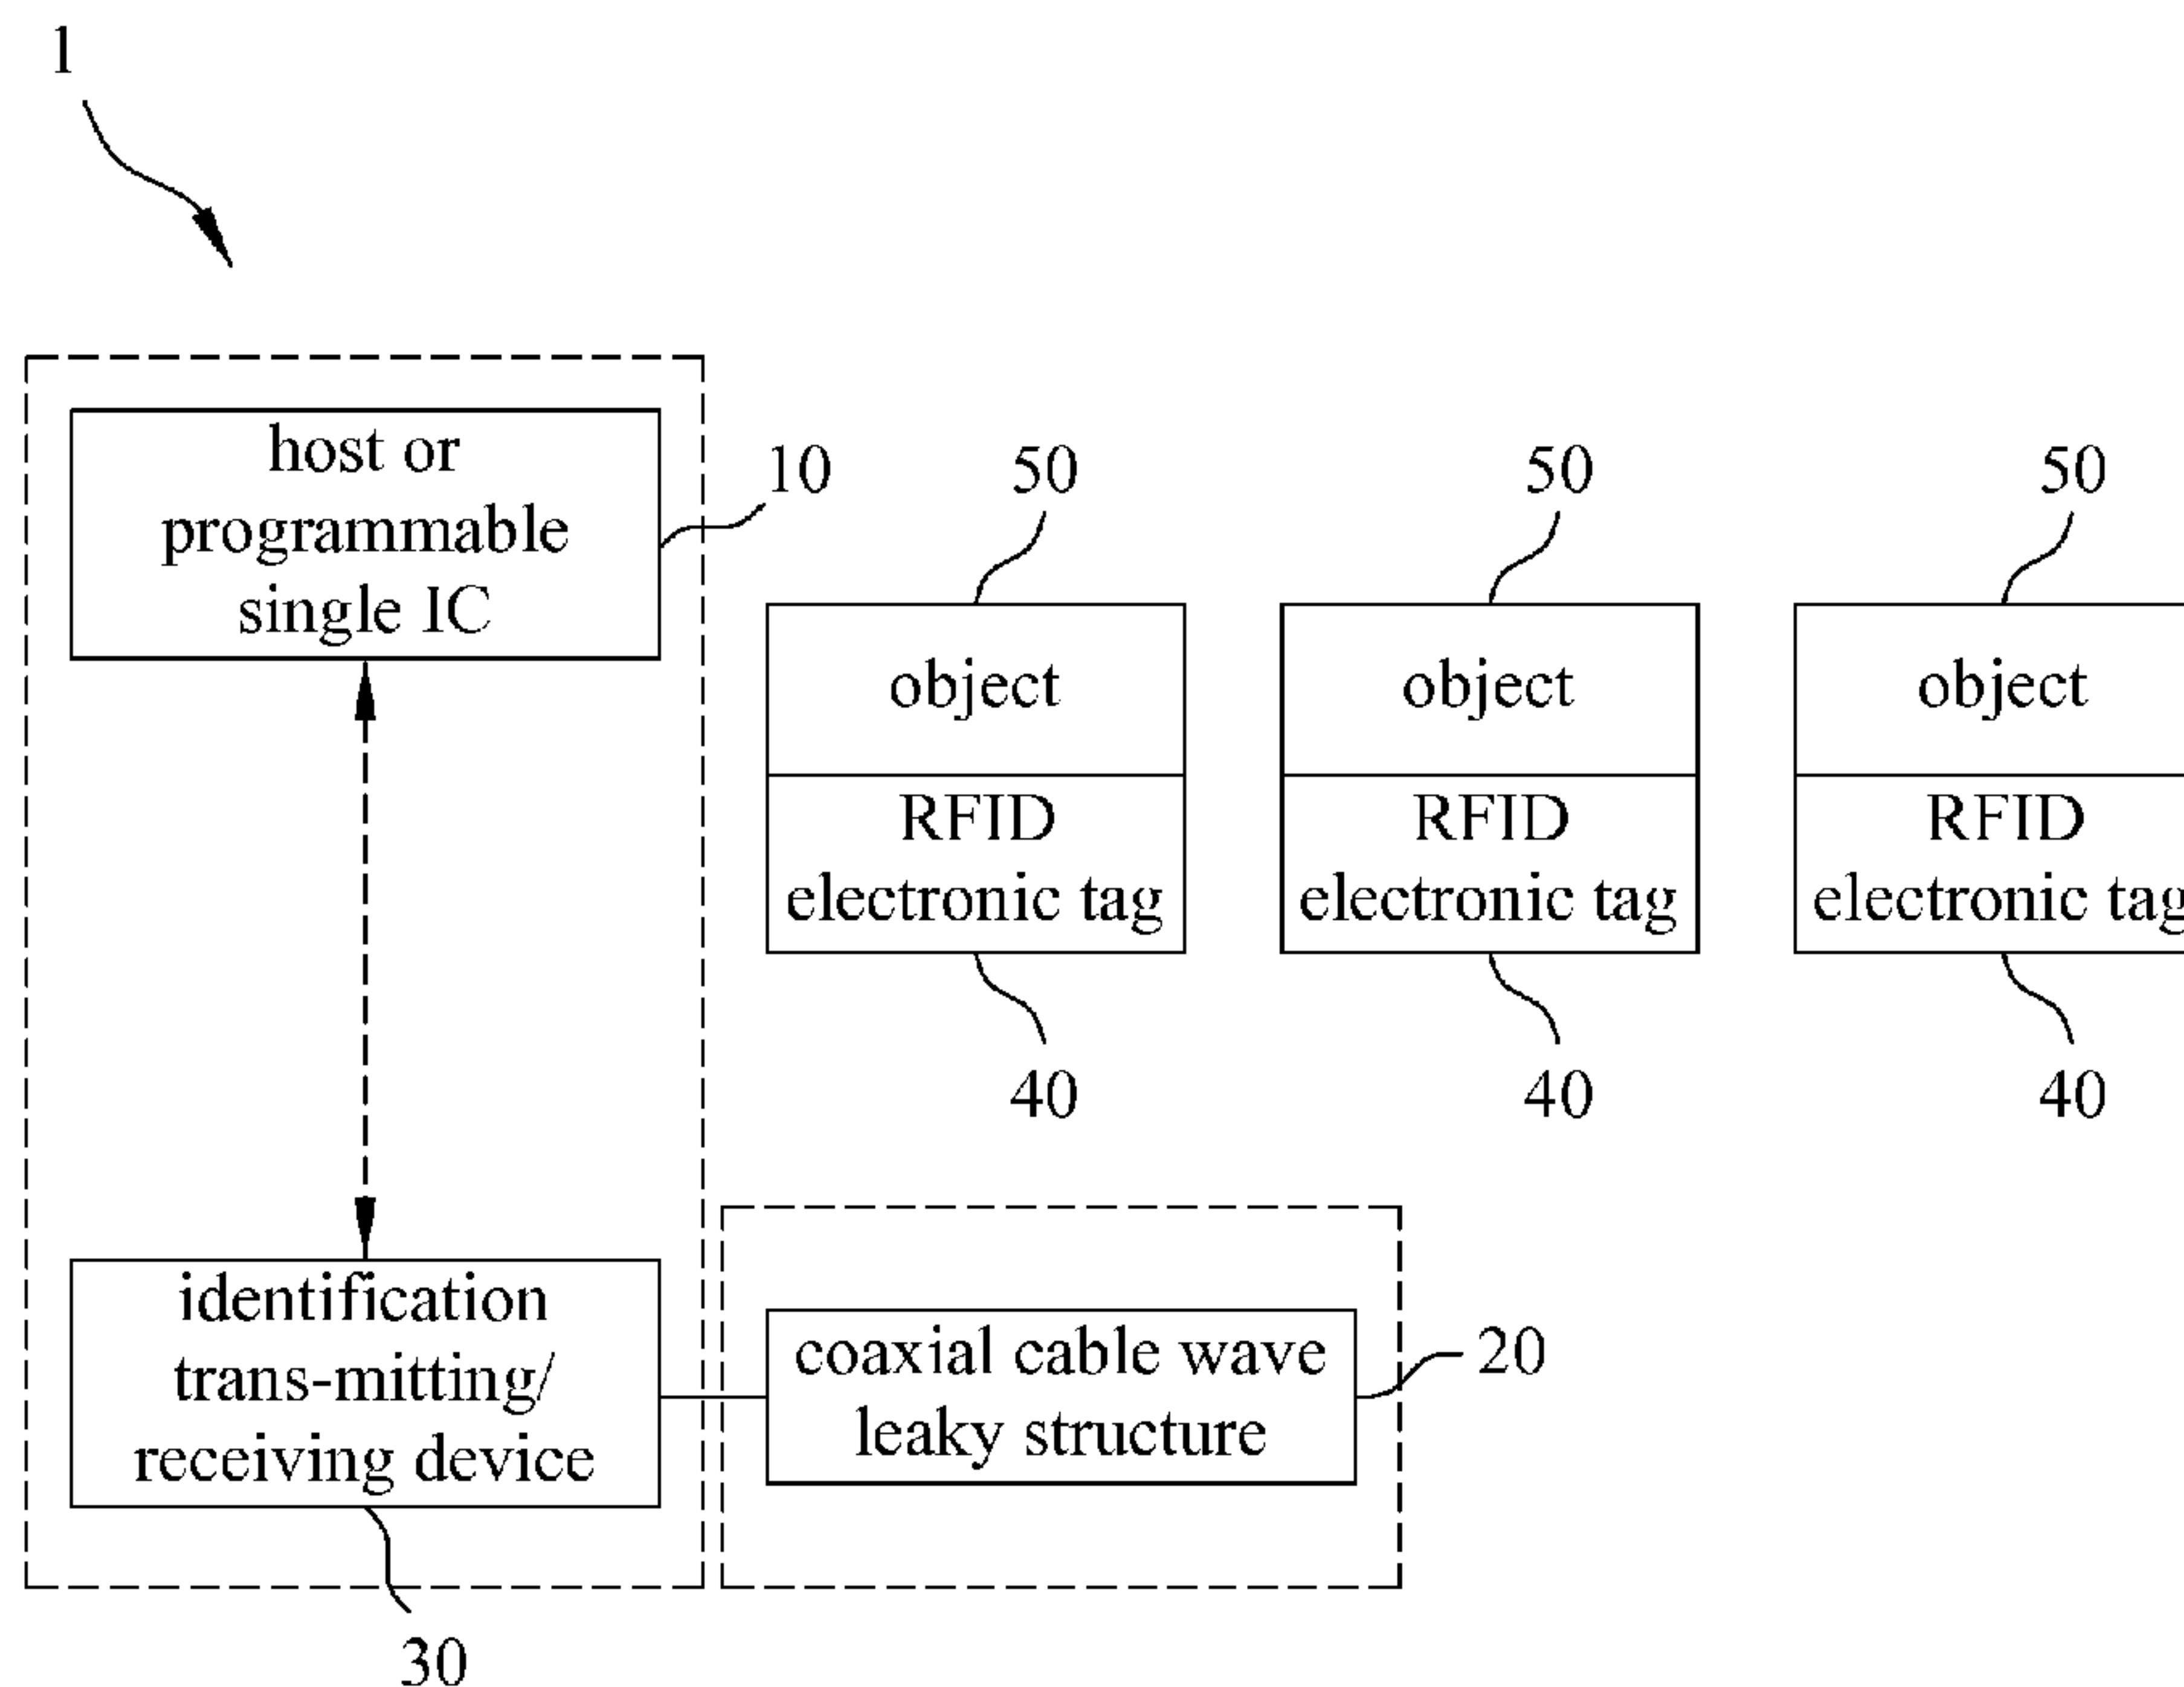 1
host or
programmable
single IC
10
50
50
50
object
object
object
RFID
electronic tag
RFID
electronic tag
RFID
electronic tag
40
40
40
identification
trans-mitting/
receiving device
coaxial cable wave
leaky structure
20
30